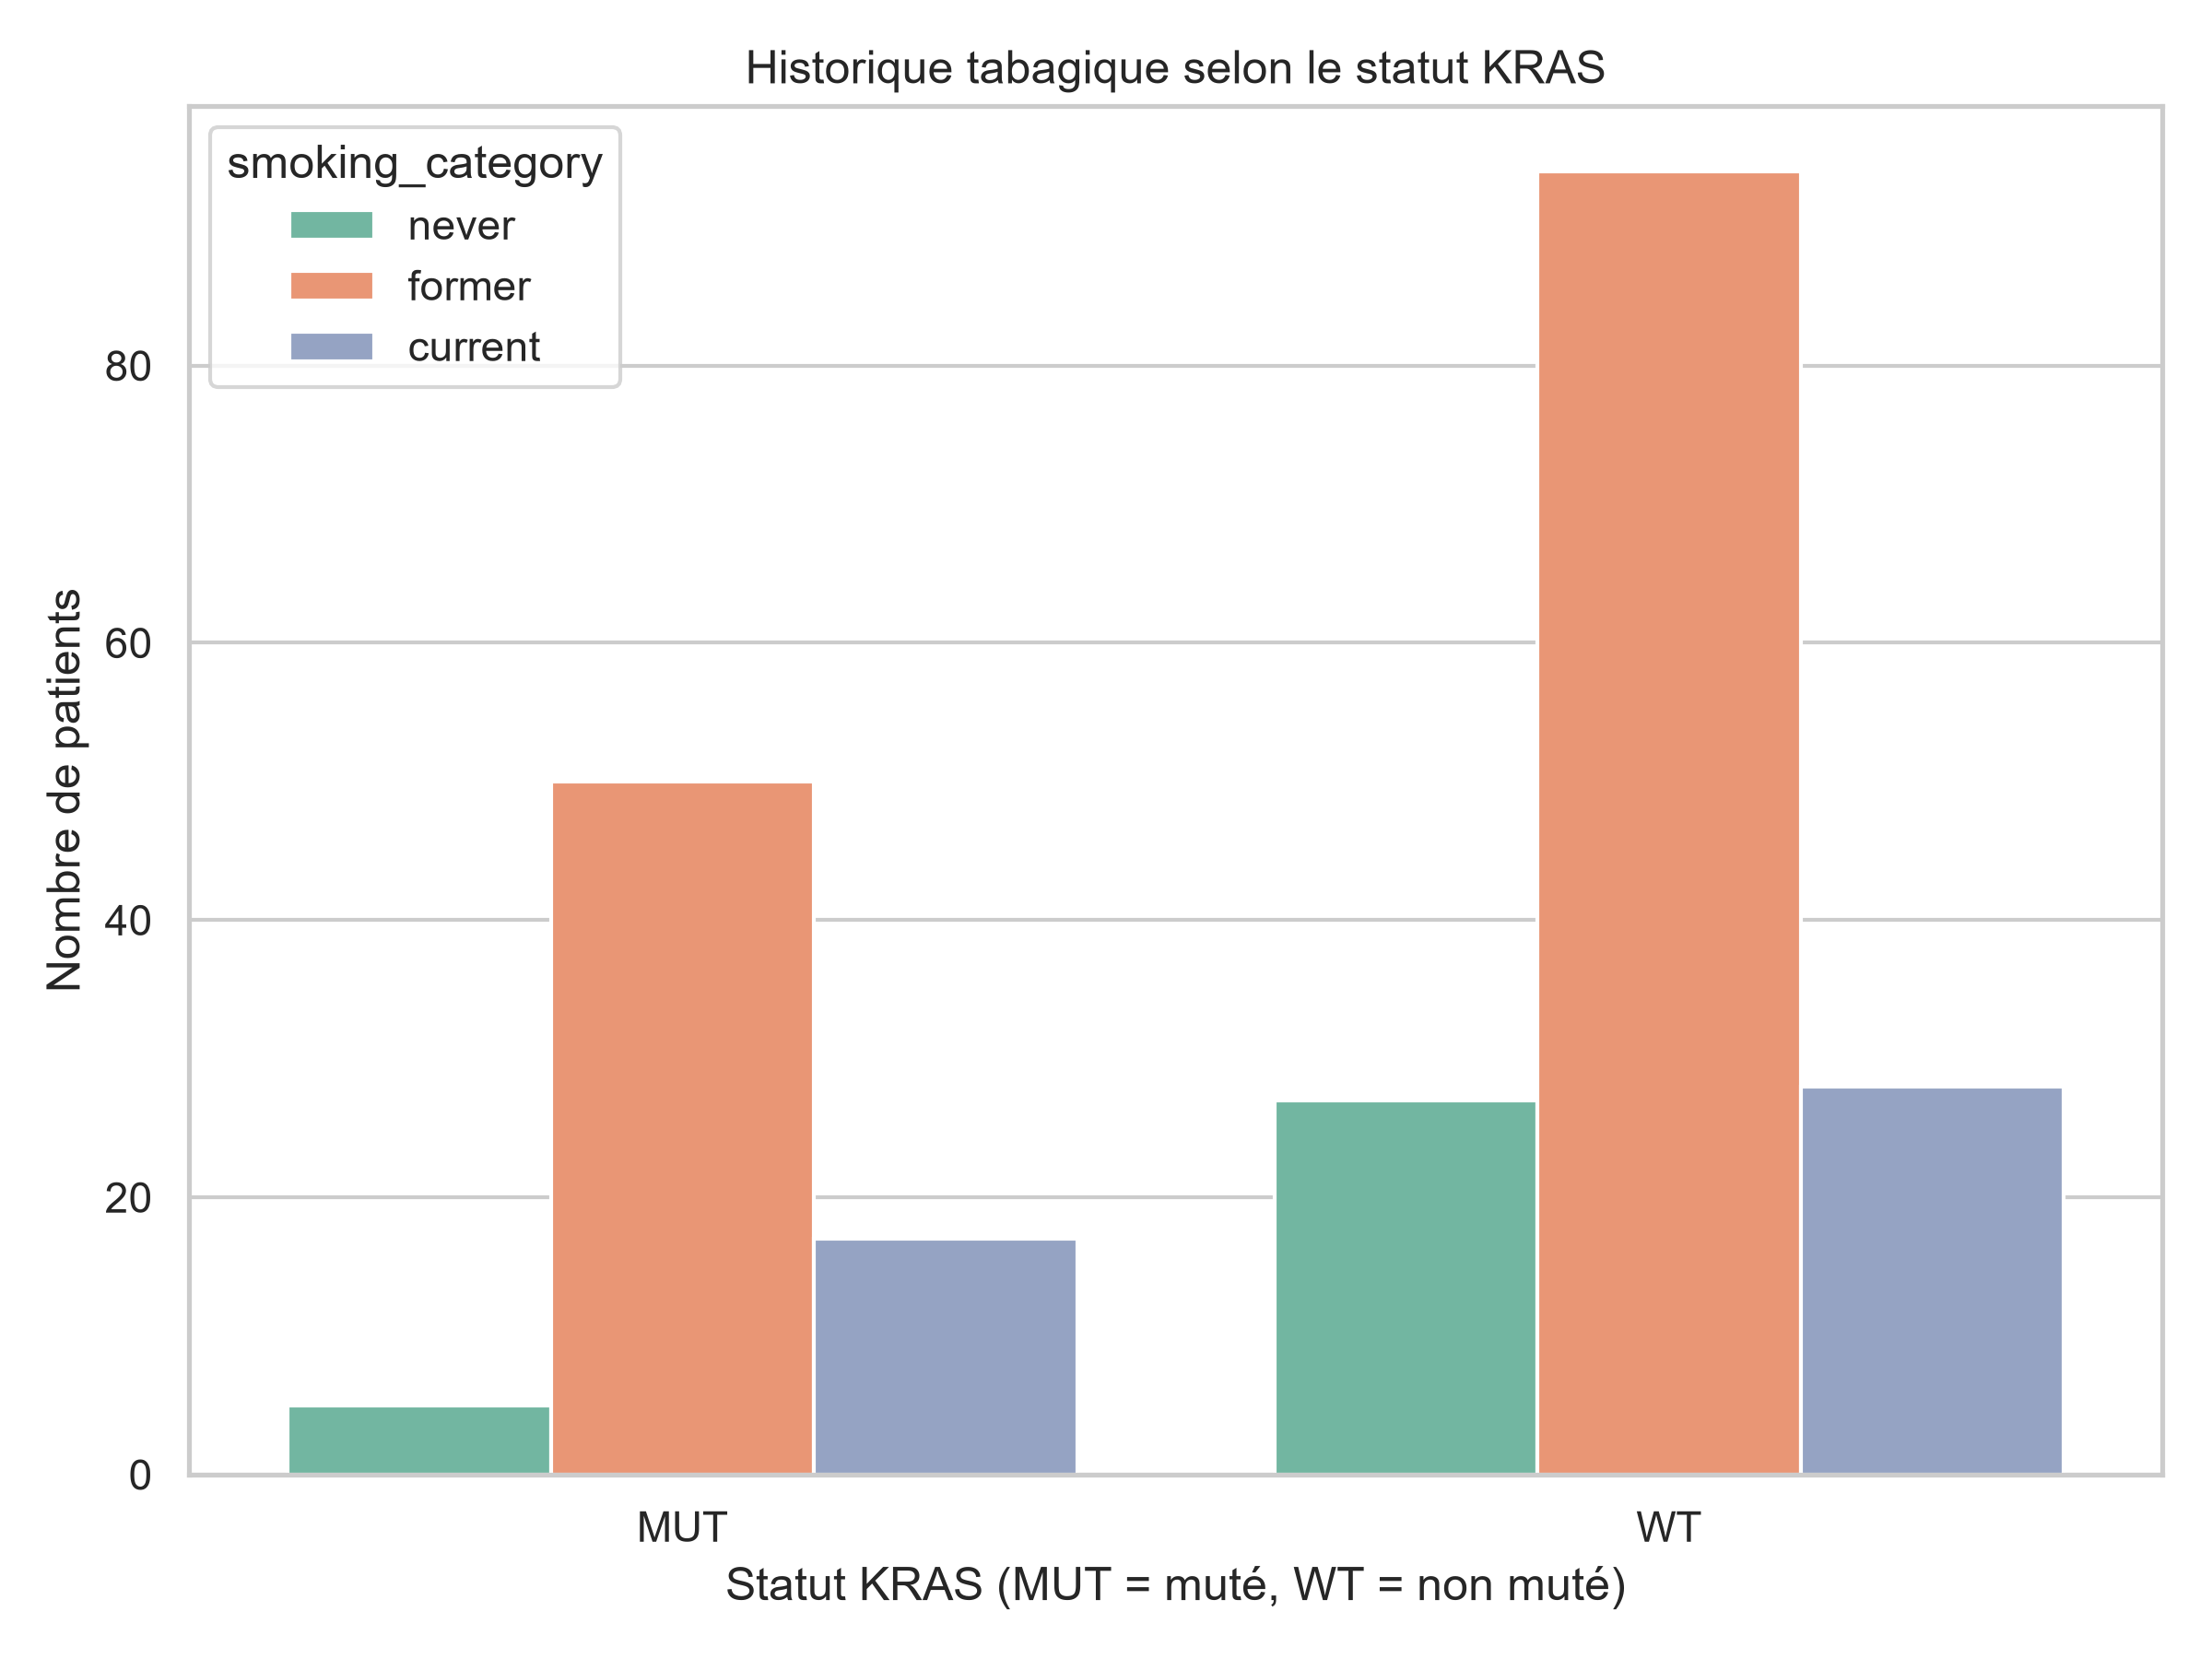 Historique tabagique selon le statut KRAS
smoking_category
never
former
current
80
60
40
20
0
Nombre de patients
MUT
WT
Statut KRAS (MUT = muté, WT = non muté)